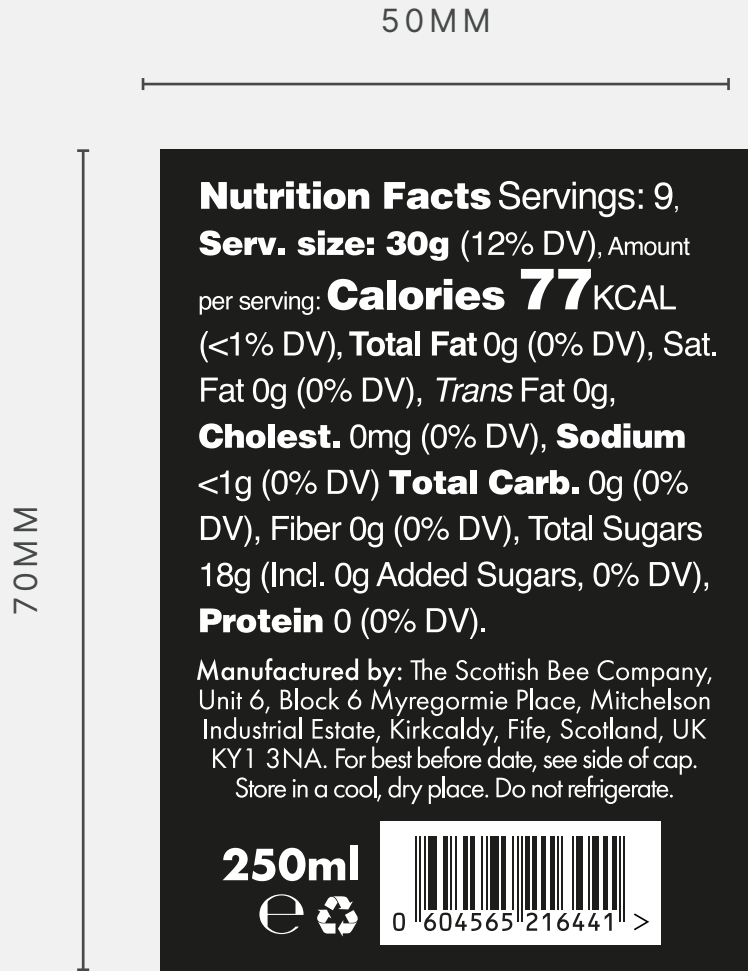 50MM
70MM
Nutrition Facts Servings: 9,
Serv. size: 30g (12% DV), Amount
per serving: Calories 77KCAL
(<1% DV), Total Fat 0g (0% DV), Sat.
Fat 0g (0% DV), Trans Fat 0g,
Cholest. 0mg (0% DV), Sodium
<1g (0% DV) Total Carb. 0g (0%
DV), Fiber 0g (0% DV), Total Sugars
18g (Incl. 0g Added Sugars, 0% DV),
Protein 0 (0% DV).
Manufactured by: The Scottish Bee Company,
Unit 6, Block 6 Myregormie Place, Mitchelson
Industrial Estate, Kirkcaldy, Fife, Scotland, UK
KY1 3NA. For best before date, see side of cap.
Store in a cool, dry place. Do not refrigerate.
250ml
℮
0 604565 216441 >